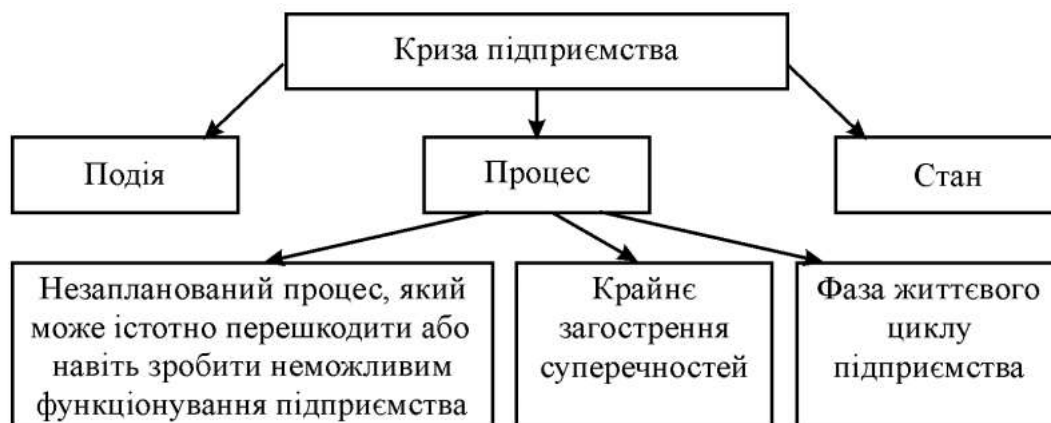 Криза підприємства
Подія
Процес
Стан
Незапланований процес, який
може істотно перешкодити або
навіть зробити неможливим
функціонування підприємства
Крайнє
загострення
суперечностей
Фаза життєвого
циклу
підприємства